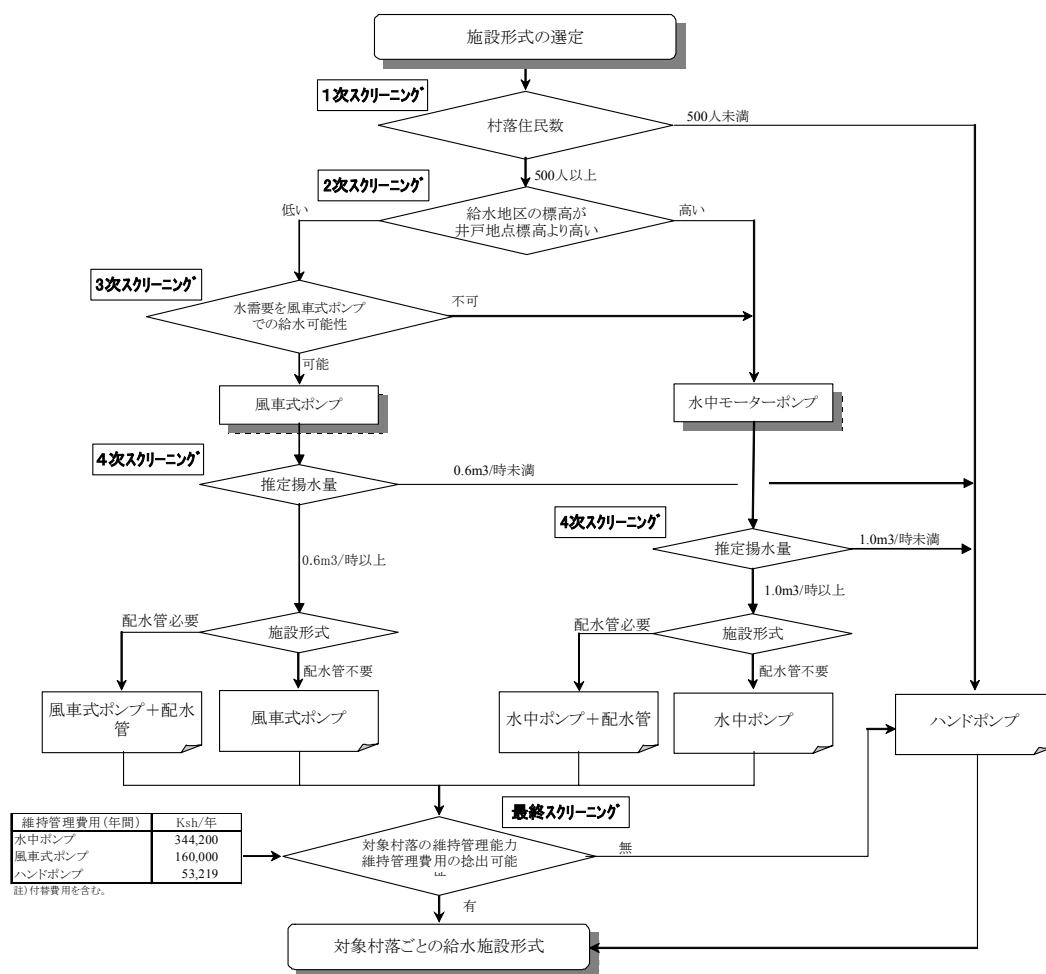 施設形式の選定
1次スクリーニング
村落住民数
500人未満
500人以上
2次スクリーニング
低い
給水地区の標高が
井戸地点標高より高い
高い
3次スクリーニング
水需要を風車式ポンプ
での給水可能性
不可
可能
風車式ポンプ
水中モーターポンプ
4次スクリーニング
推定揚水量
0.6m3/時未満
4次スクリーニング
推定揚水量
1.0m3/時未満
0.6m3/時以上
1.0m3/時以上
配水管必要
施設形式
配水管不要
配水管必要
施設形式
配水管不要
風車式ポンプ＋配水
管
風車式ポンプ
水中ポンプ＋配水管
水中ポンプ
ハンドポンプ
最終スクリーニング
維持管理費用(年間) Ksh/年
水中ポンプ 344,200
風車式ポンプ 160,000
ハンドポンプ 53,219
註)付替費用を含む。
対象村落の維持管理能力
維持管理費用の捻出可能
無
有
対象村落ごとの給水施設形式